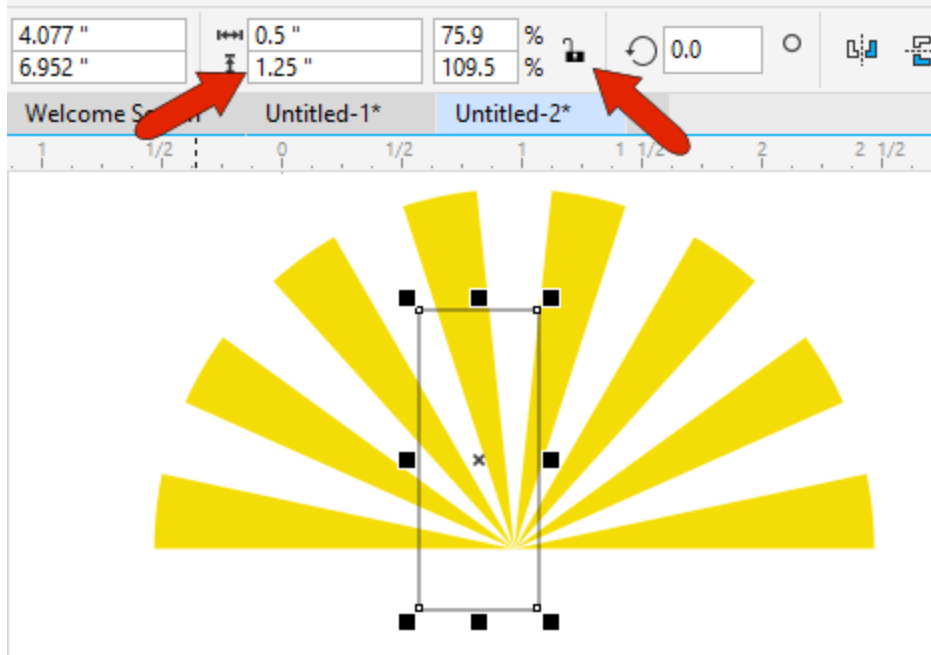 4.077 " 0.5 " 75.9 %
6.952 " 1.25 " 109.5 % 0.0
Welcome Untitled-1* Untitled-2*
1 1/2 0 1/2 1 1 1/2 2 2 1/2